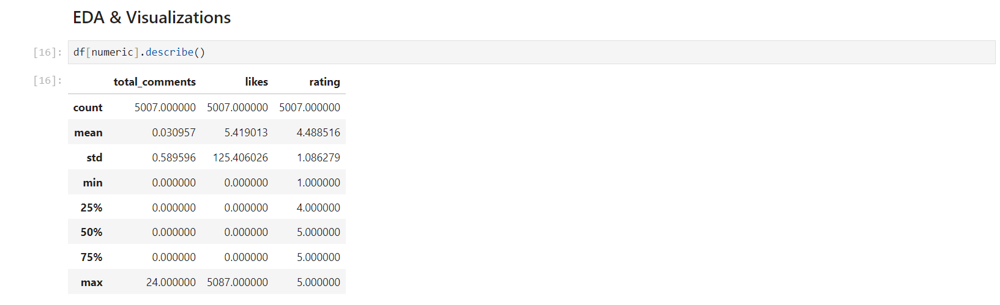 EDA & Visualizations
[16]: df[numeric].describe()
[16]: total_comments likes rating
count 5007.000000 5007.000000 5007.000000
mean 0.030957 5.419013 4.488516
std 0.589596 125.406026 1.086279
min 0.000000 0.000000 1.000000
25% 0.000000 0.000000 4.000000
50% 0.000000 0.000000 5.000000
75% 0.000000 0.000000 5.000000
max 24.000000 5087.000000 5.000000